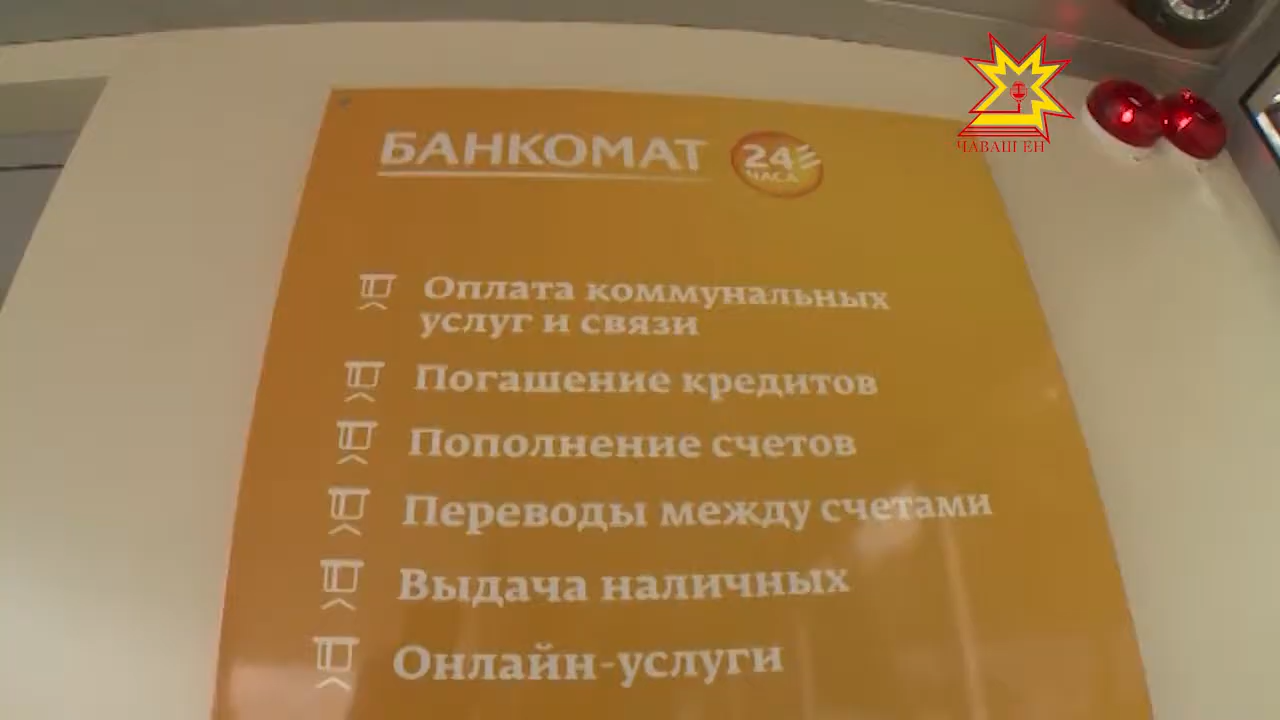 БАНКОМАТ
24
ЧАСА
ЧӐВАШ ЕН
Оплата коммунальных
услуг и связи
Погашение кредитов
Пополнение счетов
Переводы между счетами
Выдача наличных
Онлайн-услуги